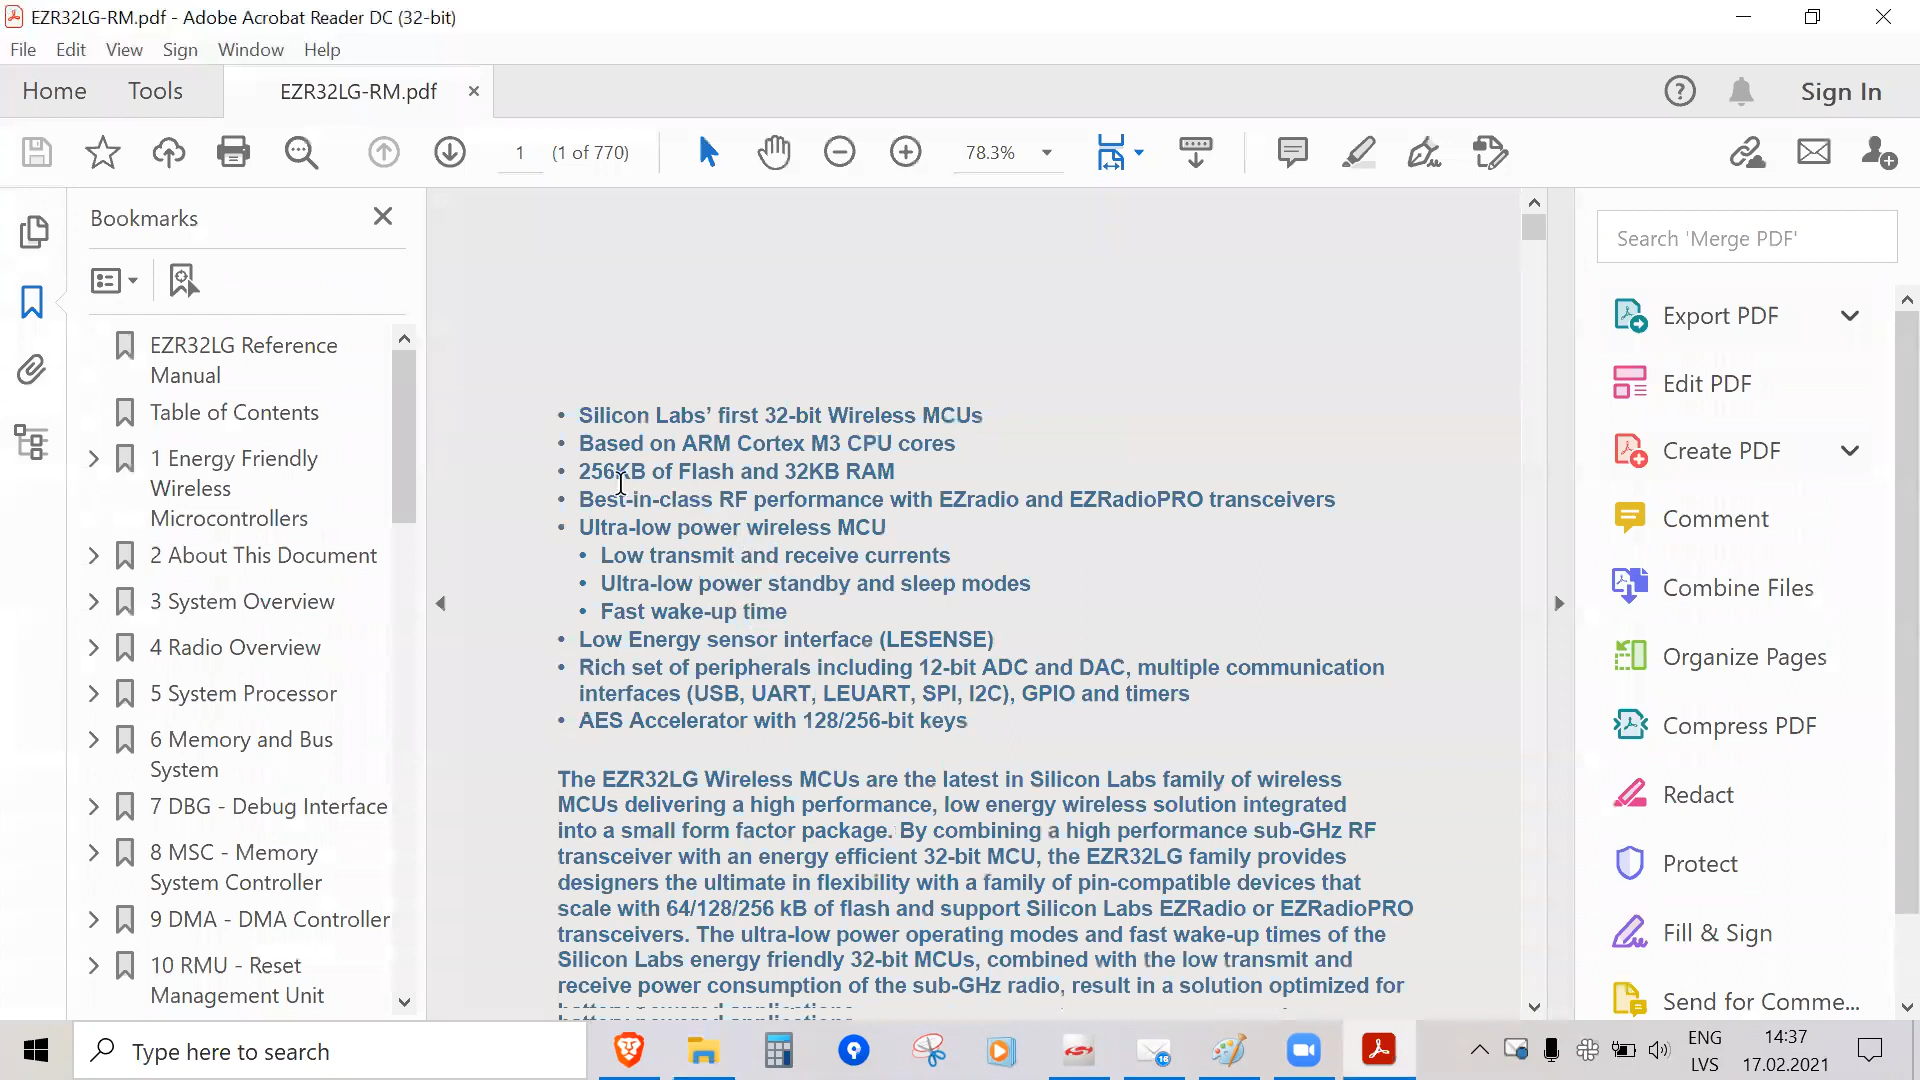 EZR32LG-RM.pdf - Adobe Acrobat Reader DC (32-bit)
File Edit View Sign Window Help
Home Tools EZR32LG-RM.pdf Sign In
1 (1 of 770) 78.3%
Bookmarks
EZR32LG Reference
Manual
Table of Contents
1 Energy Friendly
Wireless
Microcontrollers
2 About This Document
3 System Overview
4 Radio Overview
5 System Processor
6 Memory and Bus
System
7 DBG - Debug Interface
8 MSC - Memory
System Controller
9 DMA - DMA Controller
10 RMU - Reset
Management Unit
• Silicon Labs’ first 32-bit Wireless MCUs
• Based on ARM Cortex M3 CPU cores
• 256KB of Flash and 32KB RAM
• Best-in-class RF performance with EZradio and EZRadioPRO transceivers
• Ultra-low power wireless MCU
• Low transmit and receive currents
• Ultra-low power standby and sleep modes
• Fast wake-up time
• Low Energy sensor interface (LESENSE)
• Rich set of peripherals including 12-bit ADC and DAC, multiple communication
interfaces (USB, UART, LEUART, SPI, I2C), GPIO and timers
• AES Accelerator with 128/256-bit keys
The EZR32LG Wireless MCUs are the latest in Silicon Labs family of wireless
MCUs delivering a high performance, low energy wireless solution integrated
into a small form factor package. By combining a high performance sub-GHz RF
transceiver with an energy efficient 32-bit MCU, the EZR32LG family provides
designers the ultimate in flexibility with a family of pin-compatible devices that
scale with 64/128/256 kB of flash and support Silicon Labs EZRadio or EZRadioPRO
transceivers. The ultra-low power operating modes and fast wake-up times of the
Silicon Labs energy friendly 32-bit MCUs, combined with the low transmit and
receive power consumption of the sub-GHz radio, result in a solution optimized for
battery powered applications
Search 'Merge PDF'
Export PDF
Edit PDF
Create PDF
Comment
Combine Files
Organize Pages
Compress PDF
Redact
Protect
Fill & Sign
Send for Comme...
Type here to search
16
ENG
LVS
14:37
17.02.2021